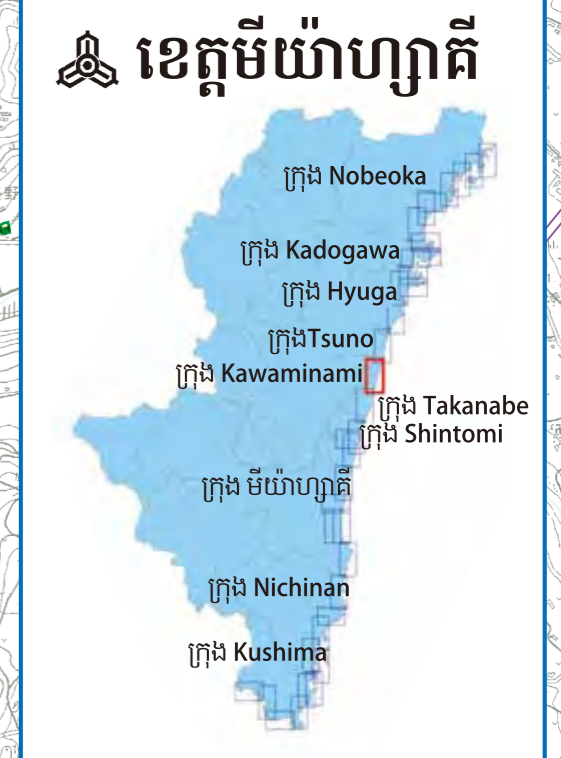 ខេត្តមីយ៉ាហ្សាគី
ក្រុង Nobeoka
ក្រុង Kadogawa
ក្រុង Hyuga
ក្រុងTsuno
ក្រុង Kawaminami
ក្រុង Takanabe
ក្រុង Shintomi
ក្រុង មីយ៉ាហ្សាគី
ក្រុង Nichinan
ក្រុង Kushima